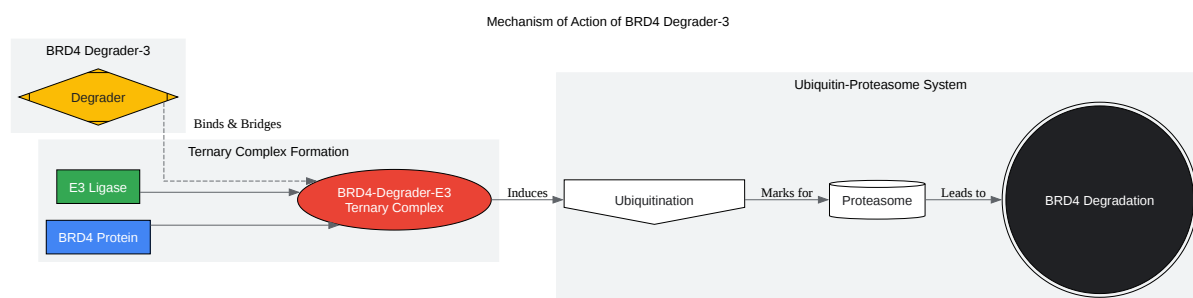 Mechanism of Action of BRD4 Degrader-3
BRD4 Degrader-3
Degrader
Binds & Bridges
Ternary Complex Formation
E3 Ligase
BRD4 Protein
BRD4-Degrader-E3
Ternary Complex
Induces
Ubiquitin-Proteasome System
Ubiquitination
Marks for
Proteasome
Leads to
BRD4 Degradation